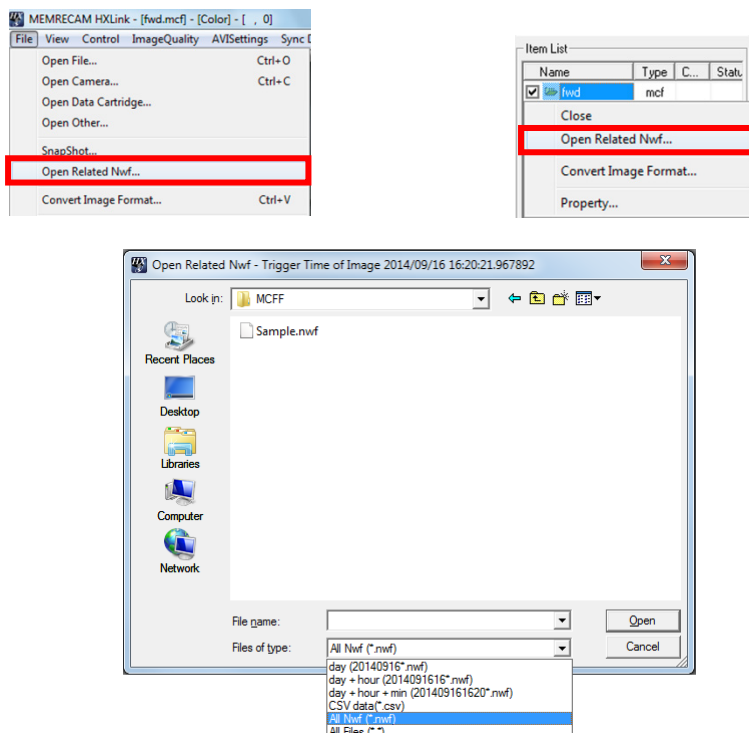 MEMRECAM HXLink - [fwd.mcf] - [Color] - [ , 0]
File View Control ImageQuality AVISettings Sync
Open File... Ctrl+O
Open Camera... Ctrl+C
Open Data Cartridge...
Open Other...
SnapShot...
Open Related Nwf...
Convert Image Format... Ctrl+V
Item List
Name Type C... Statu
fwd mcf
Close
Open Related Nwf...
Convert Image Format...
Property...
Open Related Nwf - Trigger Time of Image 2014/09/16 16:20:21.967892
Look in: MCFF
Sample.nwf
Recent Places
Desktop
Libraries
Computer
Network
File name: Open
Files of type: All Nwf (*.nwf) Cancel
day (20140916*.nwf)
day + hour (2014091616*.nwf)
day + hour + min (201409161620*.nwf)
CSV data(*.csv)
All Nwf (*.nwf)
All Files (*.*)